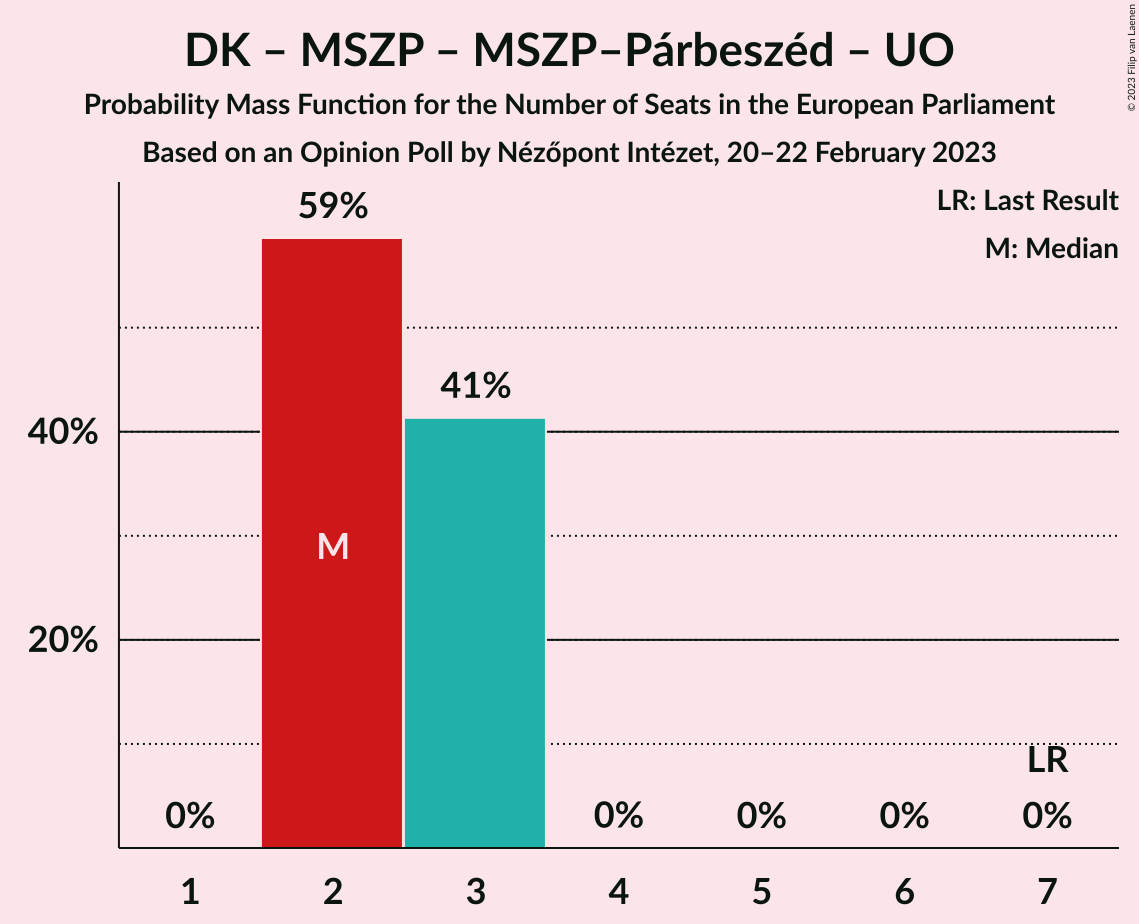 DK – MSZP – MSZP–Párbeszéd – UO
Probability Mass Function for the Number of Seats in the European Parliament
Based on an Opinion Poll by Nézőpont Intézet, 20–22 February 2023
© 2023 Filip van Laenen
LR: Last Result
M: Median
59%
41%
40%
M
20%
LR
0%
0%
0%
0%
0%
1 2 3 4 5 6 7